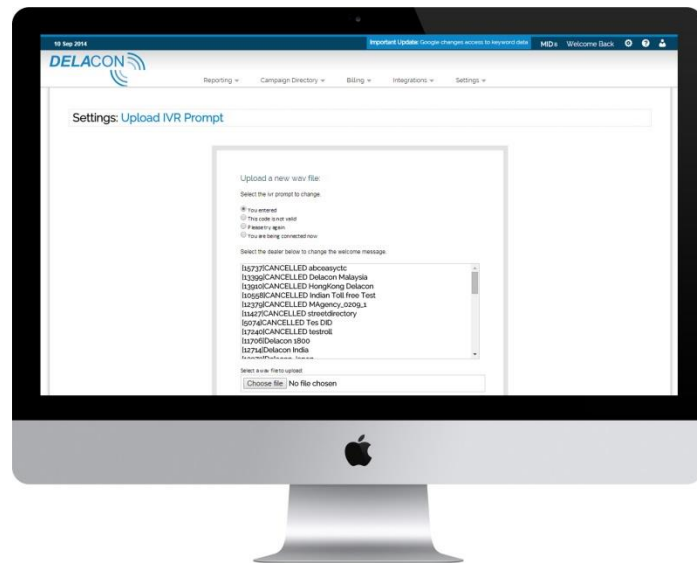 10 Sep 2014
Important Update: Google changes access to keyword data
MID: Welcome Back
DELACON
Reporting Campaign Directory Billing Integrations Settings
Settings: Upload IVR Prompt
Upload a new wav file:
Select the ivr prompt to change.
You entered
This code is not valid
Please try again
You are being connected now
Select the dealer below to change the welcome message.
[15737]CANCELLED abceasyctc
[13399]CANCELLED Delacon Malaysia
[13910]CANCELLED HongKong Delacon
[10558]CANCELLED Indian Toll free Test
[12379]CANCELLED MAgency_0209_1
[11427]CANCELLED streetdirectory
[5074]CANCELLED Tes DID
[17240]CANCELLED testroll
[11706]Delacon 1800
[12714]Delacon India
Select a wav file to upload:
Choose file No file chosen